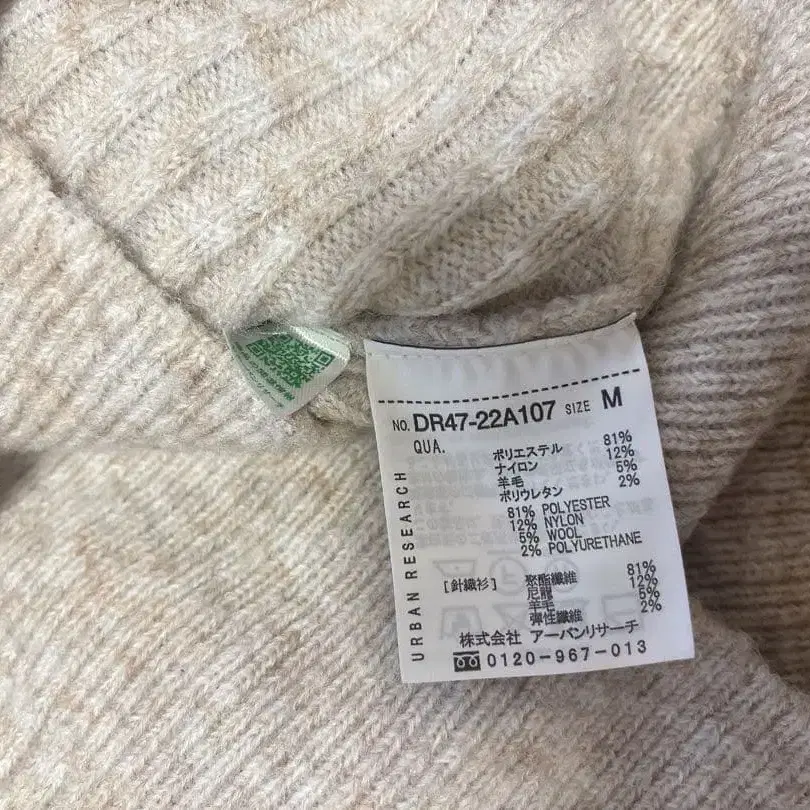 NO. DR47-22A107 SIZE M
QUA.
ポリエステル 81%
ナイロン 12%
羊毛 5%
ポリウレタン 2%
81% POLYESTER
12% NYLON
5% WOOL
2% POLYURETHANE
[針織衫] 聚酯纖維 81%
尼龍 12%
羊毛 5%
彈性纖維 2%
株式会社 アーバンリサーチ
0120-967-013
URBAN RESEARCH